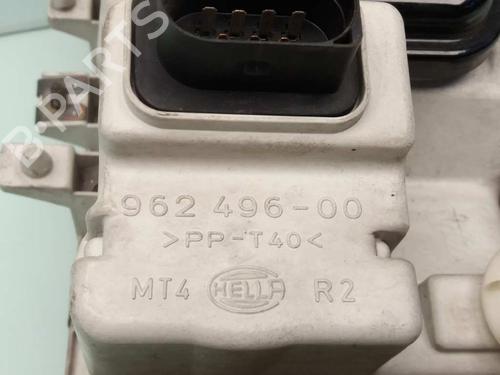 B-PARTS
962 496-00
>PP-T40<
MT4 HELLA R2